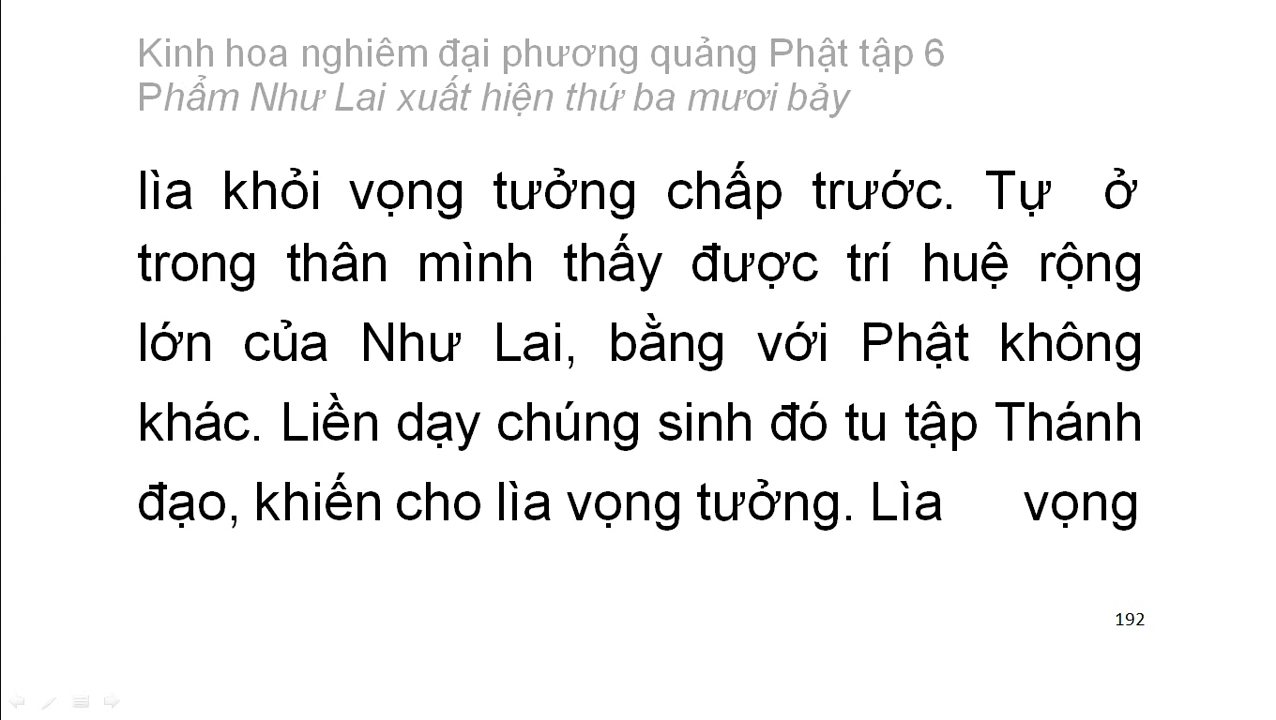 Kinh hoa nghiêm đại phương quảng Phật tập 6
Phẩm Như Lai xuất hiện thứ ba mươi bảy
lìa khỏi vọng tưởng chấp trước. Tự ở
trong thân mình thấy được trí huệ rộng
lớn của Như Lai, bằng với Phật không
khác. Liền dạy chúng sinh đó tu tập Thánh
đạo, khiến cho lìa vọng tưởng. Lìa vọng
192